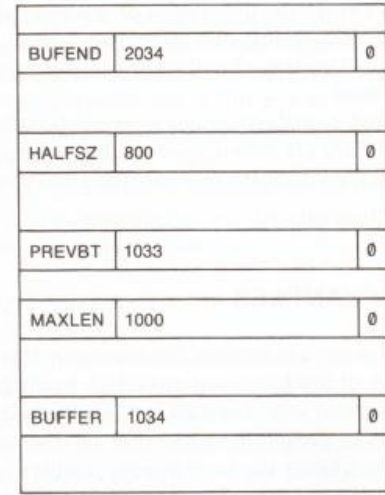 BUFEND 2034 0
HALFSZ 800 0
PREVBT 1033 0
MAXLEN 1000 0
BUFFER 1034 0